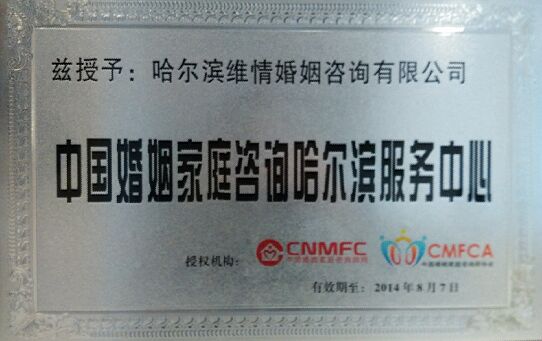 兹授予：哈尔滨维情婚姻咨询有限公司
中国婚姻家庭咨询哈尔滨服务中心
授权机构： CNMFC CMFCA
有效期至：2014年8月7日